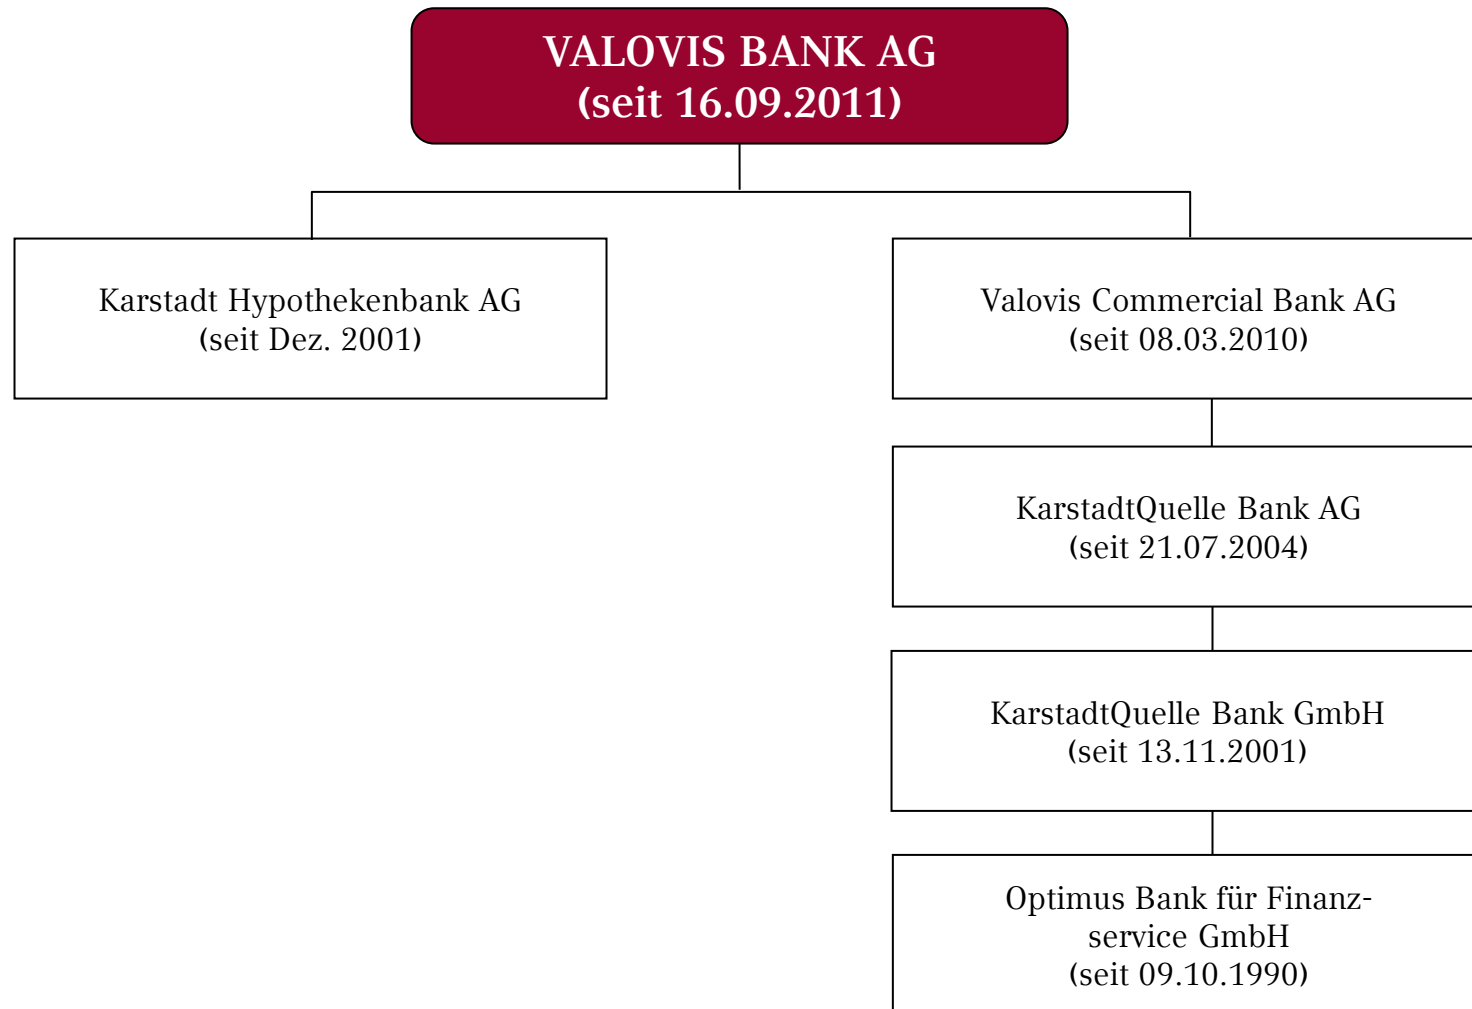 VALOVIS BANK AG
(seit 16.09.2011)
Karstadt Hypothekenbank AG
(seit Dez. 2001)
Valovis Commercial Bank AG
(seit 08.03.2010)
KarstadtQuelle Bank AG
(seit 21.07.2004)
KarstadtQuelle Bank GmbH
(seit 13.11.2001)
Optimus Bank für Finanz-
service GmbH
(seit 09.10.1990)